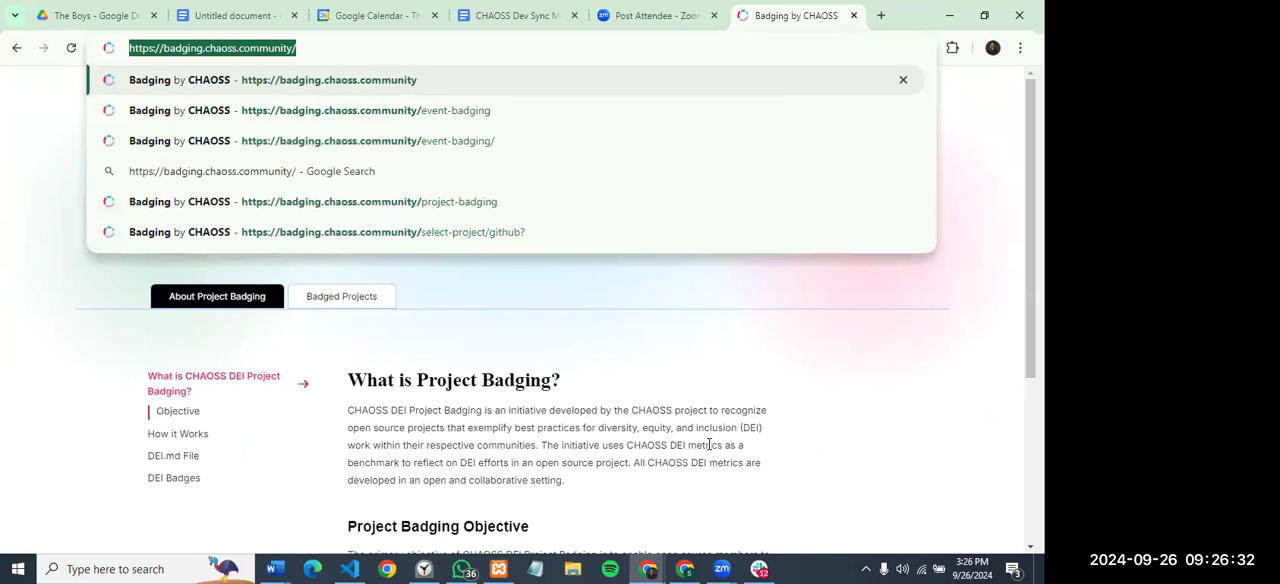 The Boys - Google D
Untitled document -
Google Calendar - Th
CHAOSS Dev Sync M
Post Attendee - Zoom
Badging by CHAOSS
https://badging.chaoss.community/
Badging by CHAOSS - https://badging.chaoss.community
Badging by CHAOSS - https://badging.chaoss.community/event-badging
Badging by CHAOSS - https://badging.chaoss.community/event-badging/
https://badging.chaoss.community/ - Google Search
Badging by CHAOSS - https://badging.chaoss.community/project-badging
Badging by CHAOSS - https://badging.chaoss.community/select-project/github?
About Project Badging
Badged Projects
What is CHAOSS DEI Project
Badging?
Objective
How it Works
DEI.md File
DEI Badges
What is Project Badging?
CHAOSS DEI Project Badging is an initiative developed by the CHAOSS project to recognize
open source projects that exemplify best practices for diversity, equity, and inclusion (DEI)
work within their respective communities. The initiative uses CHAOSS DEI metrics as a
benchmark to reflect on DEI efforts in an open source project. All CHAOSS DEI metrics are
developed in an open and collaborative setting.
Project Badging Objective
Type here to search
36
12
3:26 PM
9/26/2024
3
2024-09-26 09:26:32